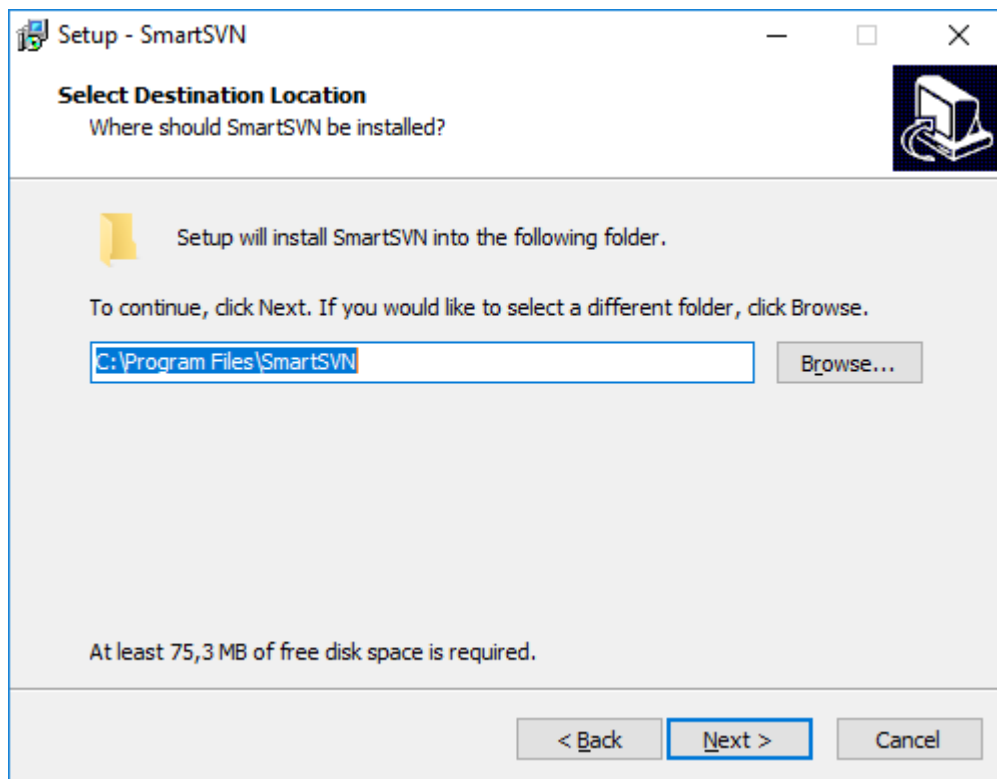 Setup - SmartSVN
Select Destination Location
Where should SmartSVN be installed?
Setup will install SmartSVN into the following folder.
To continue, click Next. If you would like to select a different folder, click Browse.
C:\Program Files\SmartSVN
Browse...
At least 75,3 MB of free disk space is required.
< Back
Next >
Cancel